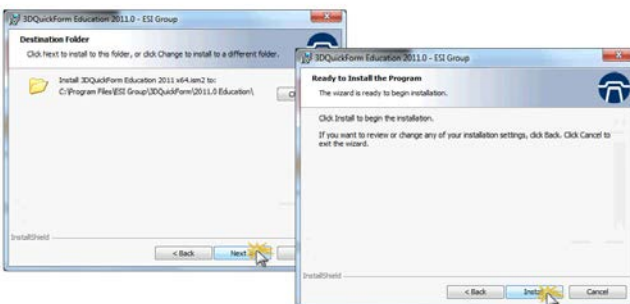 3DQuickForm Education 2011.0 - ESI Group
Destination Folder
Click Next to install to this folder, or click Change to install to a different folder.
Install 3DQuickForm Education 2011 x64.ism2 to:
C:\Program Files\ESI Group\3DQuickForm\2011.0 Education\
InstallShield
< Back
Next
3DQuickForm Education 2011.0 - ESI Group
Ready to Install the Program
The wizard is ready to begin installation.
Click Install to begin the installation.
If you want to review or change any of your installation settings, click Back. Click Cancel to
exit the wizard.
InstallShield
< Back
Install
Cancel